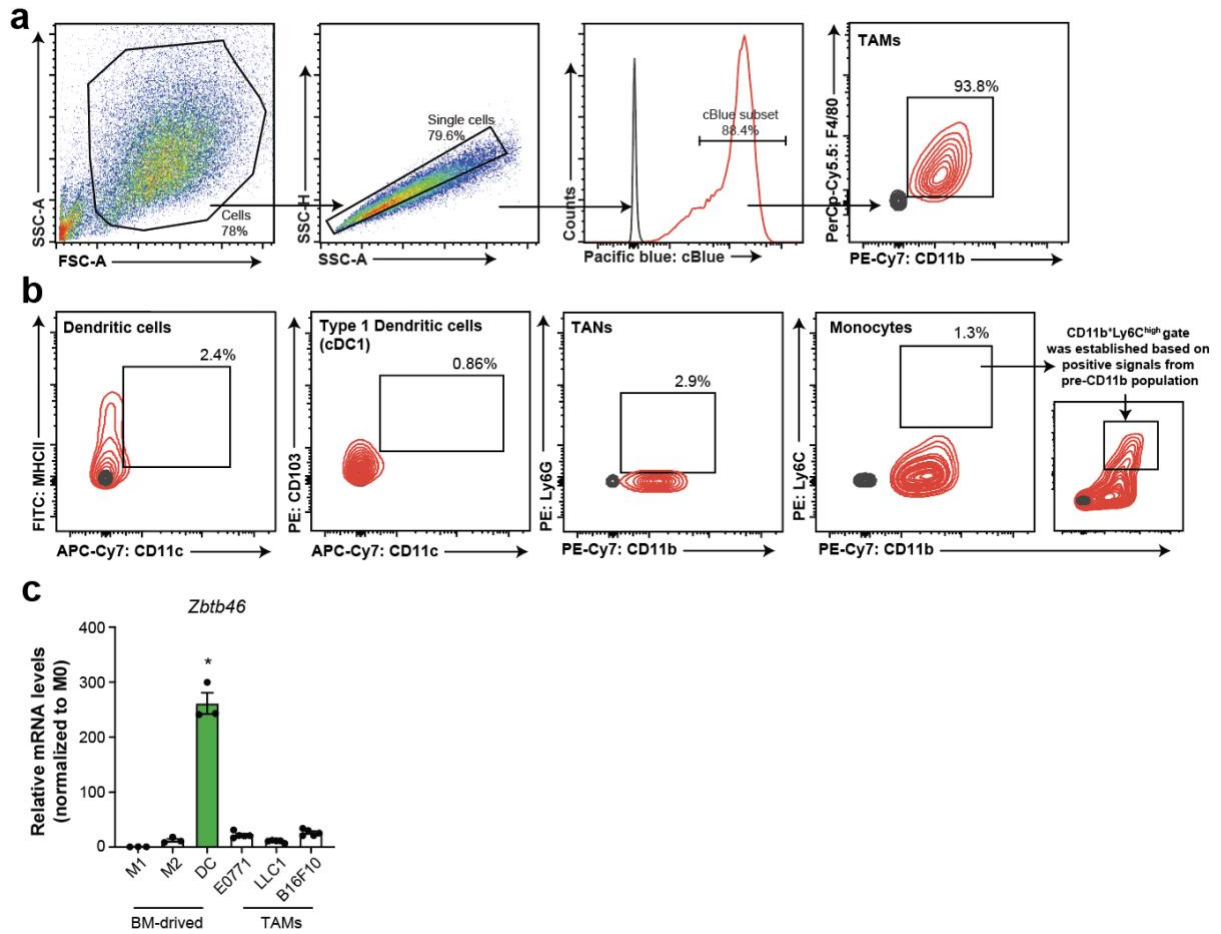 a
SSC-A
FSC-A
Cells
78%
SSC-H
SSC-A
Single cells
79.6%
Counts
Pacific blue: cBlue
cBlue subset
88.4%
PerCp-Cy5.5: F4/80
PE-Cy7: CD11b
TAMs
93.8%
b
Dendritic cells
2.4%
FITC: MHCII
APC-Cy7: CD11c
Type 1 Dendritic cells
(cDC1)
0.86%
PE: CD103
APC-Cy7: CD11c
TANs
2.9%
PE: Ly6G
PE-Cy7: CD11b
Monocytes
1.3%
PE: Ly6C
PE-Cy7: CD11b
CD11b⁺Ly6Cʰⁱᵍʰ gate
was established based on
positive signals from
pre-CD11b population
c
Zbtb46
Relative mRNA levels
(normalized to M0)
400
300
200
100
0
*
M1
M2
DC
E0771
LLC1
B16F10
BM-drived
TAMs